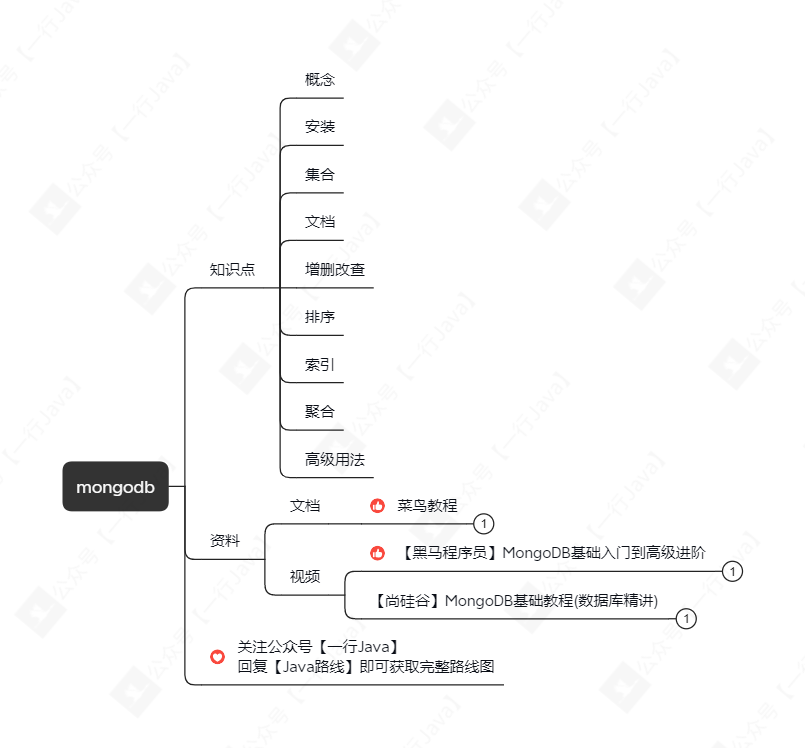 概念
安装
集合
文档
知识点
增删改查
排序
索引
聚合
高级用法
mongodb
资料
文档
菜鸟教程
1
视频
【黑马程序员】MongoDB基础入门到高级进阶
1
【尚硅谷】MongoDB基础教程(数据库精讲)
1
关注公众号【一行Java】
回复【Java路线】即可获取完整路线图
公众号【一行Java】